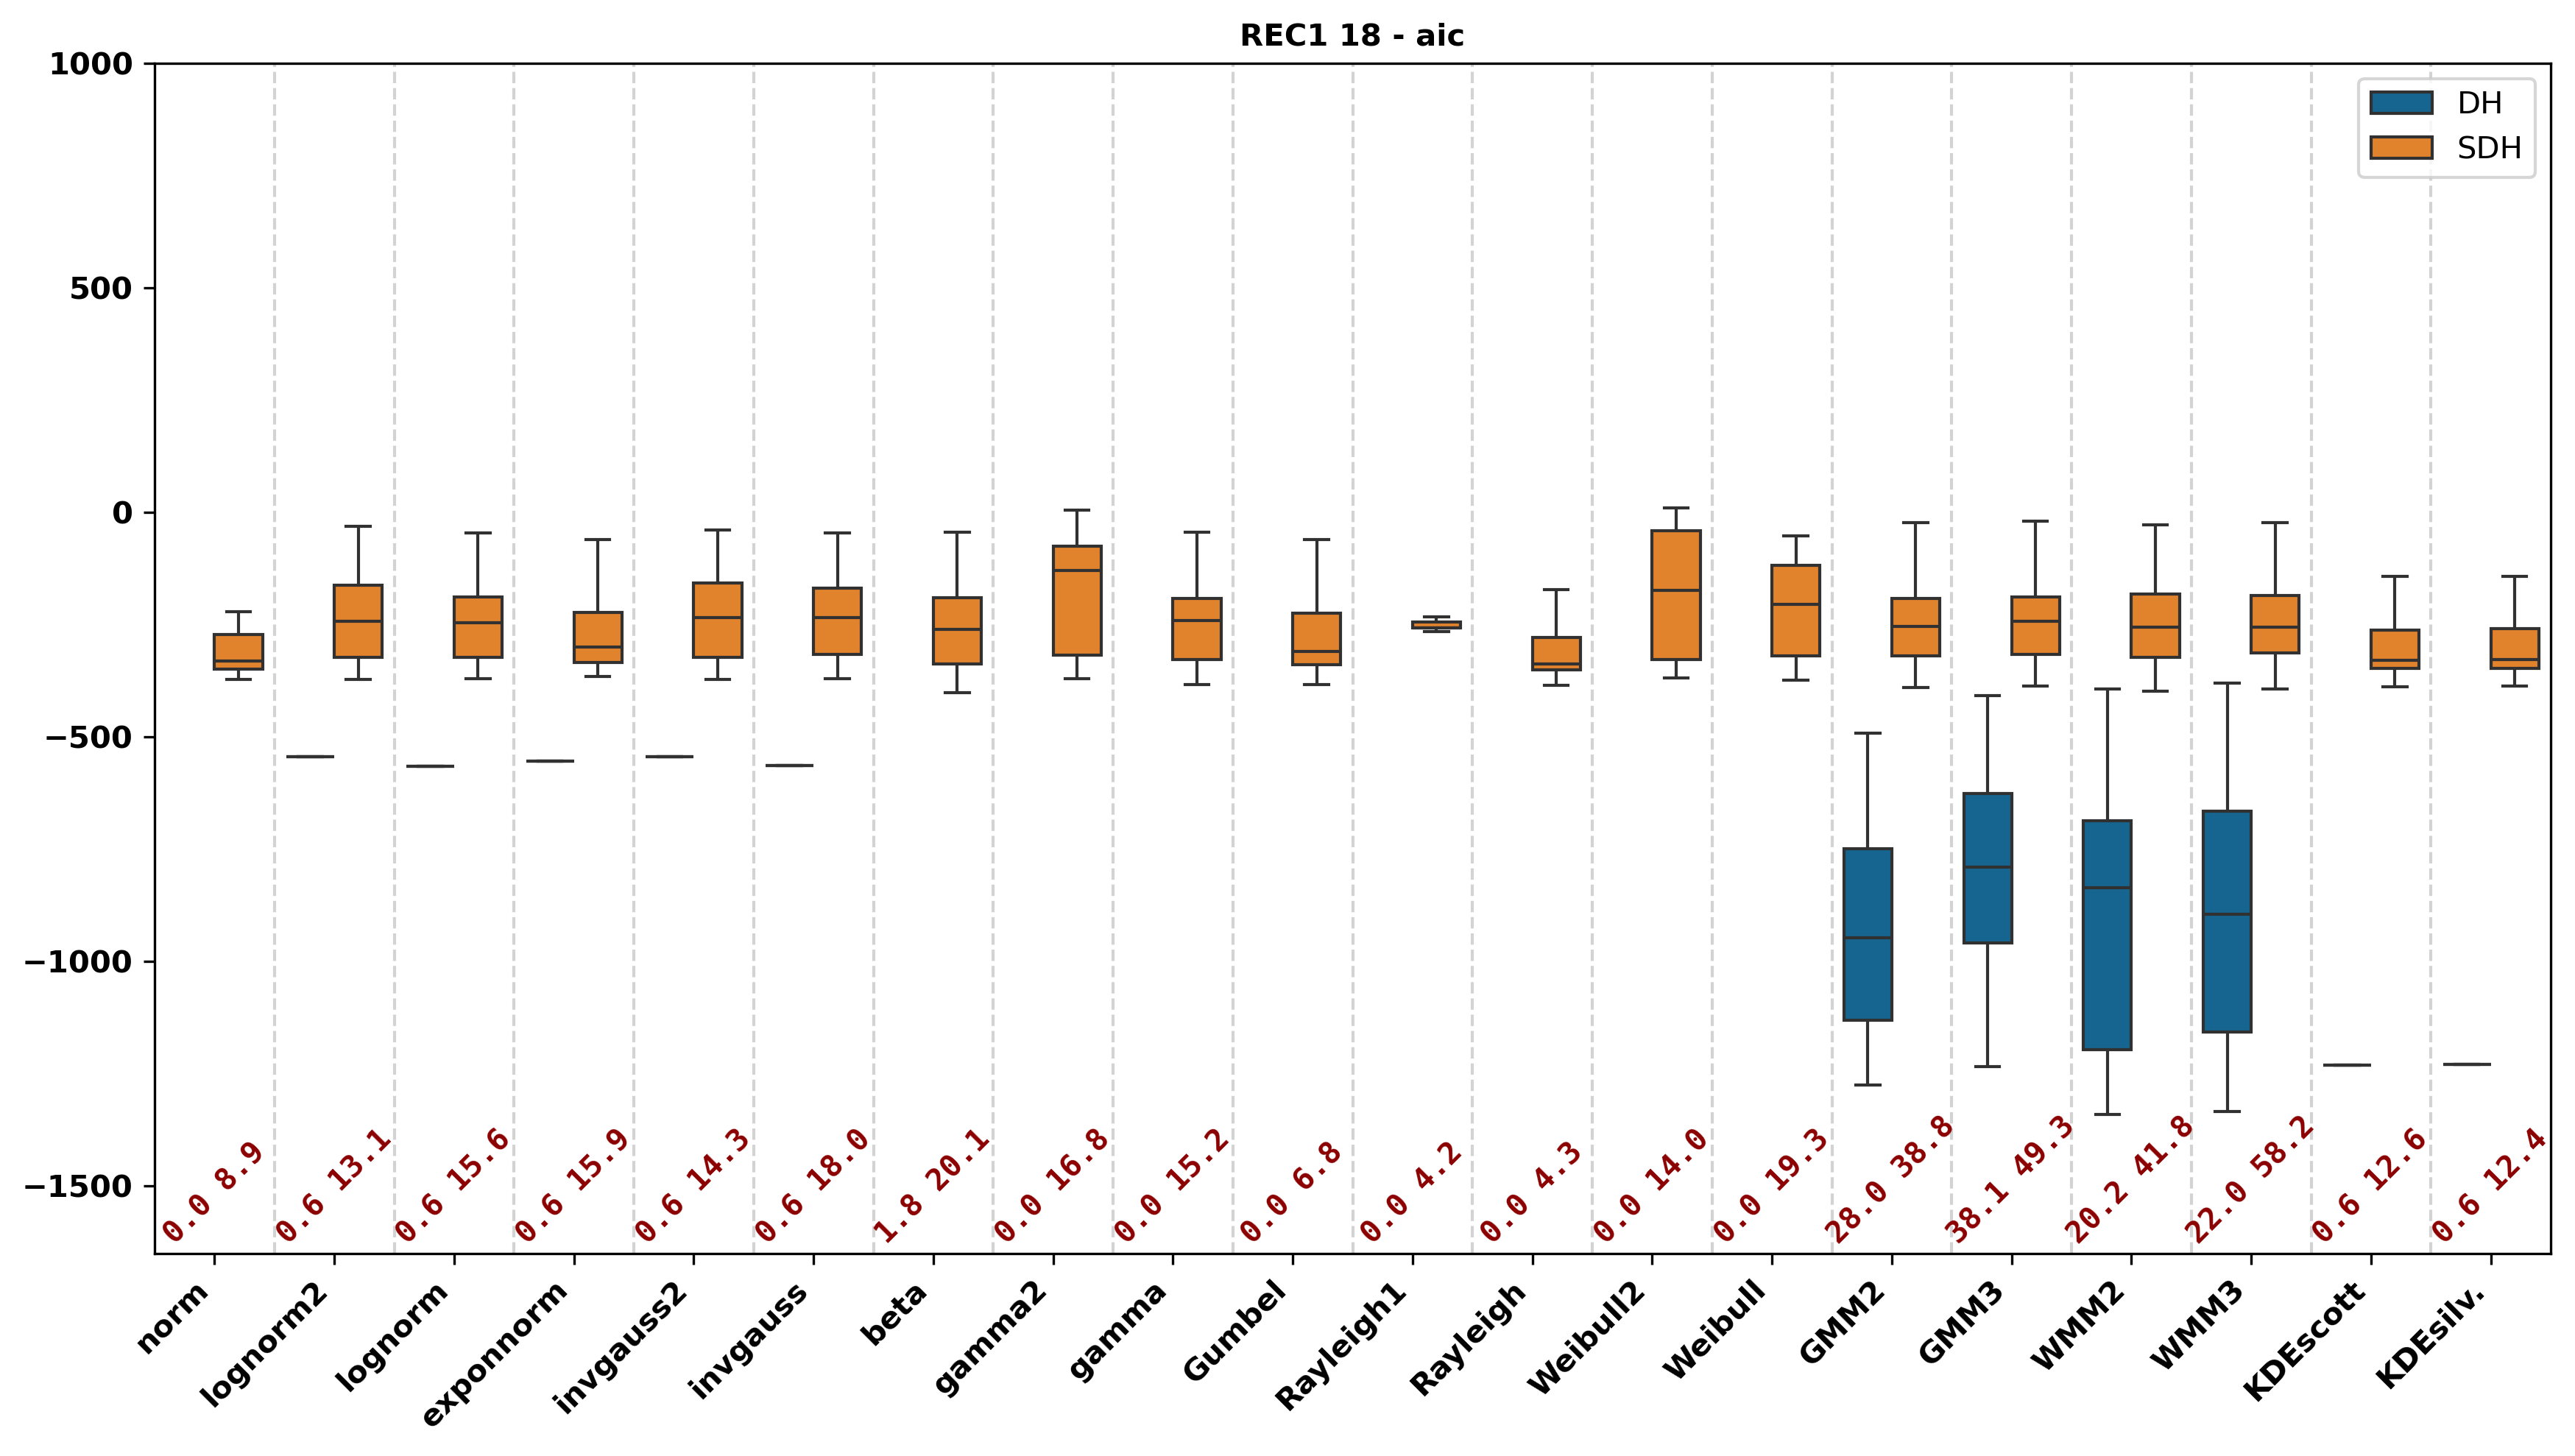 REC1 18 - aic
1000
500
0
−500
−1000
−1500
DH
SDH
0.0 8.9
0.6 13.1
0.6 15.6
0.6 15.9
0.6 14.3
0.6 18.0
1.8 20.1
0.0 16.8
0.0 15.2
0.0 6.8
0.0 4.2
0.0 4.3
0.0 14.0
0.0 19.3
28.0 38.8
38.1 49.3
20.2 41.8
22.0 58.2
0.6 12.6
0.6 12.4
norm
lognorm2
lognorm
exponnorm
invgauss2
invgauss
beta
gamma2
gamma
Gumbel
Rayleigh1
Rayleigh
Weibull2
Weibull
GMM2
GMM3
WMM2
WMM3
KDEscott
KDEsilv.